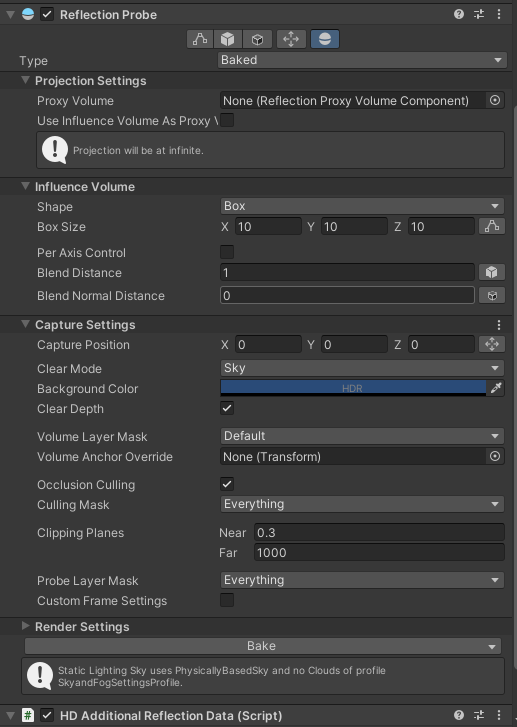 Reflection Probe
Type Baked
Projection Settings
Proxy Volume None (Reflection Proxy Volume Component)
Use Influence Volume As Proxy V
Projection will be at infinite.
Influence Volume
Shape Box
Box Size X 10 Y 10 Z 10
Per Axis Control
Blend Distance 1
Blend Normal Distance 0
Capture Settings
Capture Position X 0 Y 0 Z 0
Clear Mode Sky
Background Color HDR
Clear Depth
Volume Layer Mask Default
Volume Anchor Override None (Transform)
Occlusion Culling
Culling Mask Everything
Clipping Planes Near 0.3
Far 1000
Probe Layer Mask Everything
Custom Frame Settings
Render Settings
Bake
Static Lighting Sky uses PhysicallyBasedSky and no Clouds of profile
SkyandFogSettingsProfile.
# HD Additional Reflection Data (Script)